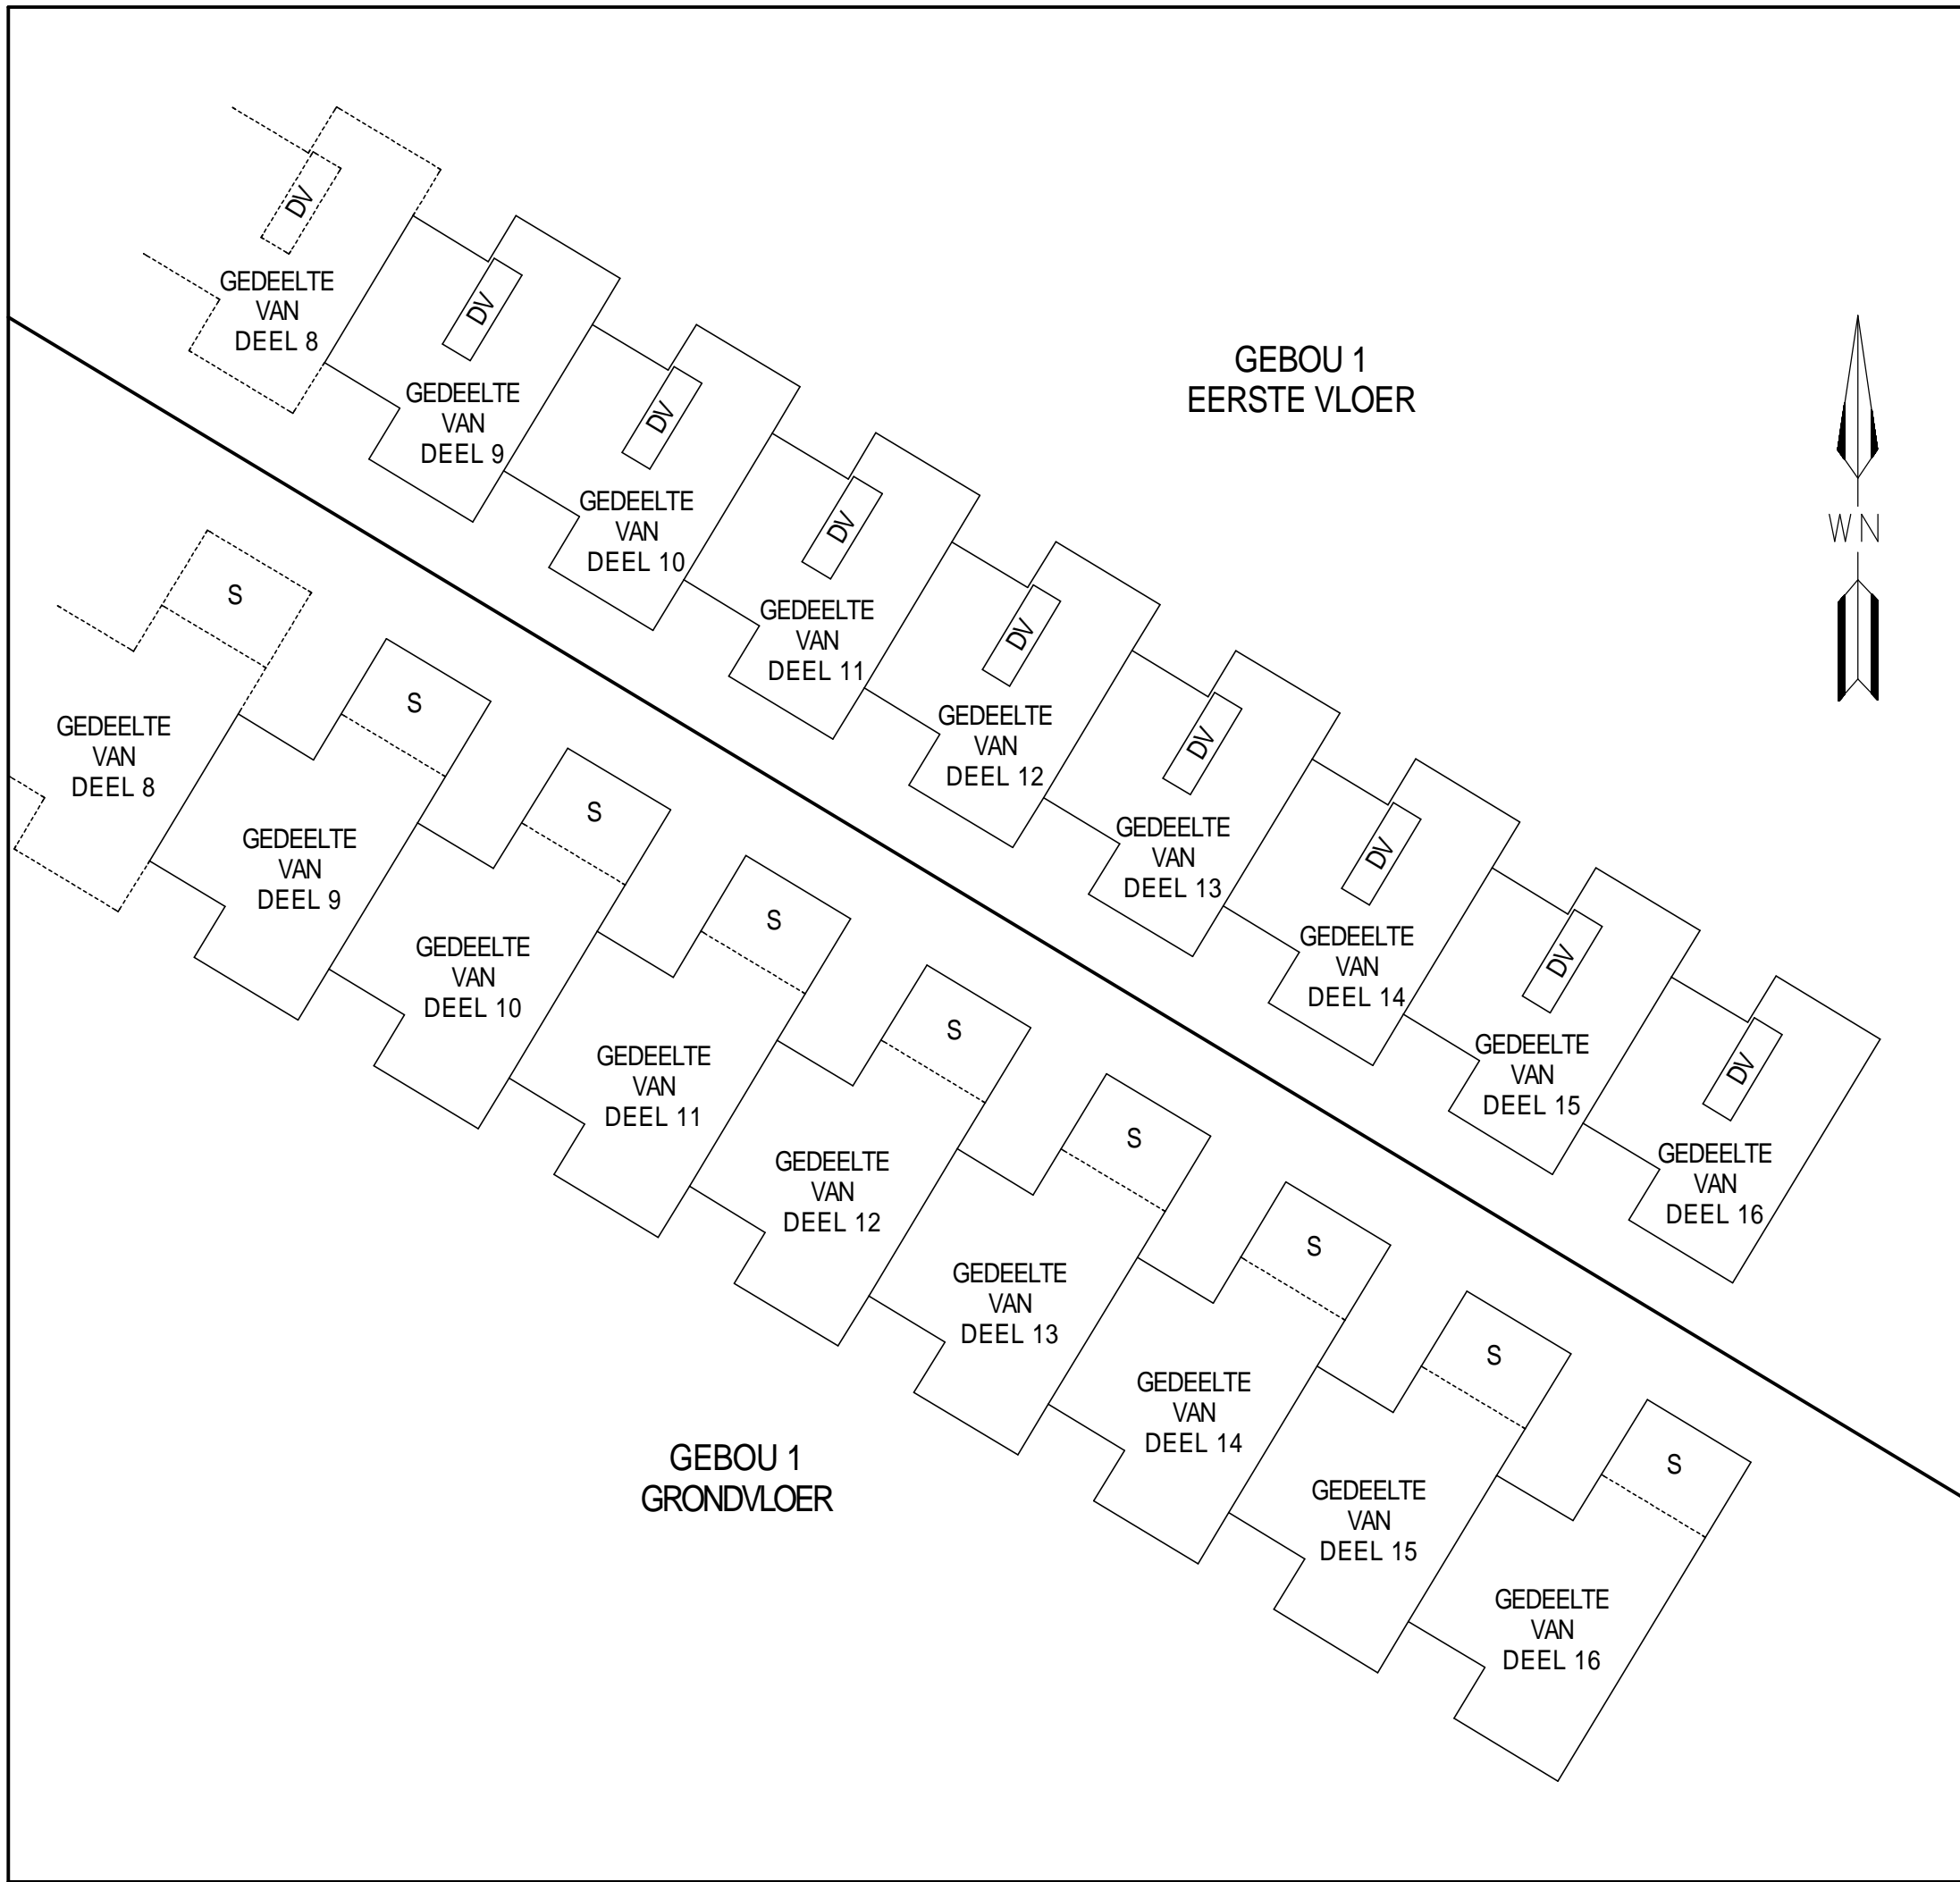 DV
GEDEELTE
VAN
DEEL 8
DV
GEDEELTE
VAN
DEEL 9
DV
GEDEELTE
VAN
DEEL 10
DV
GEDEELTE
VAN
DEEL 11
DV
GEDEELTE
VAN
DEEL 12
DV
GEDEELTE
VAN
DEEL 13
DV
GEDEELTE
VAN
DEEL 14
DV
GEDEELTE
VAN
DEEL 15
DV
GEDEELTE
VAN
DEEL 16
GEBOU 1
EERSTE VLOER
WN
S
GEDEELTE
VAN
DEEL 8
S
GEDEELTE
VAN
DEEL 9
S
GEDEELTE
VAN
DEEL 10
S
GEDEELTE
VAN
DEEL 11
S
GEDEELTE
VAN
DEEL 12
S
GEDEELTE
VAN
DEEL 13
S
GEDEELTE
VAN
DEEL 14
S
GEDEELTE
VAN
DEEL 15
S
GEDEELTE
VAN
DEEL 16
GEBOU 1
GRONDVLOER